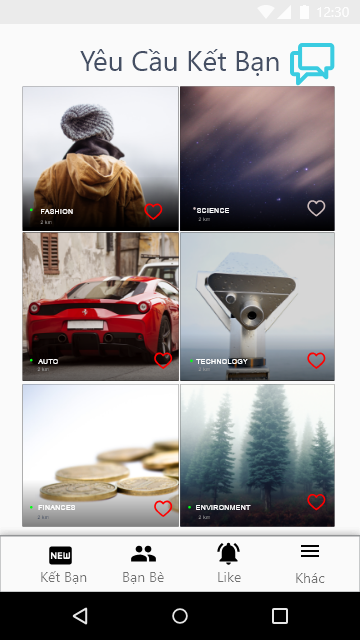 12:30
Yêu Cầu Kết Bạn
FASHION
2 km
*SCIENCE
2 km
AUTO
2 km
TECHNOLOGY
2 km
FINANCES
2 km
ENVIRONMENT
2 km
NEW
Kết Bạn
Bạn Bè
Like
Khác